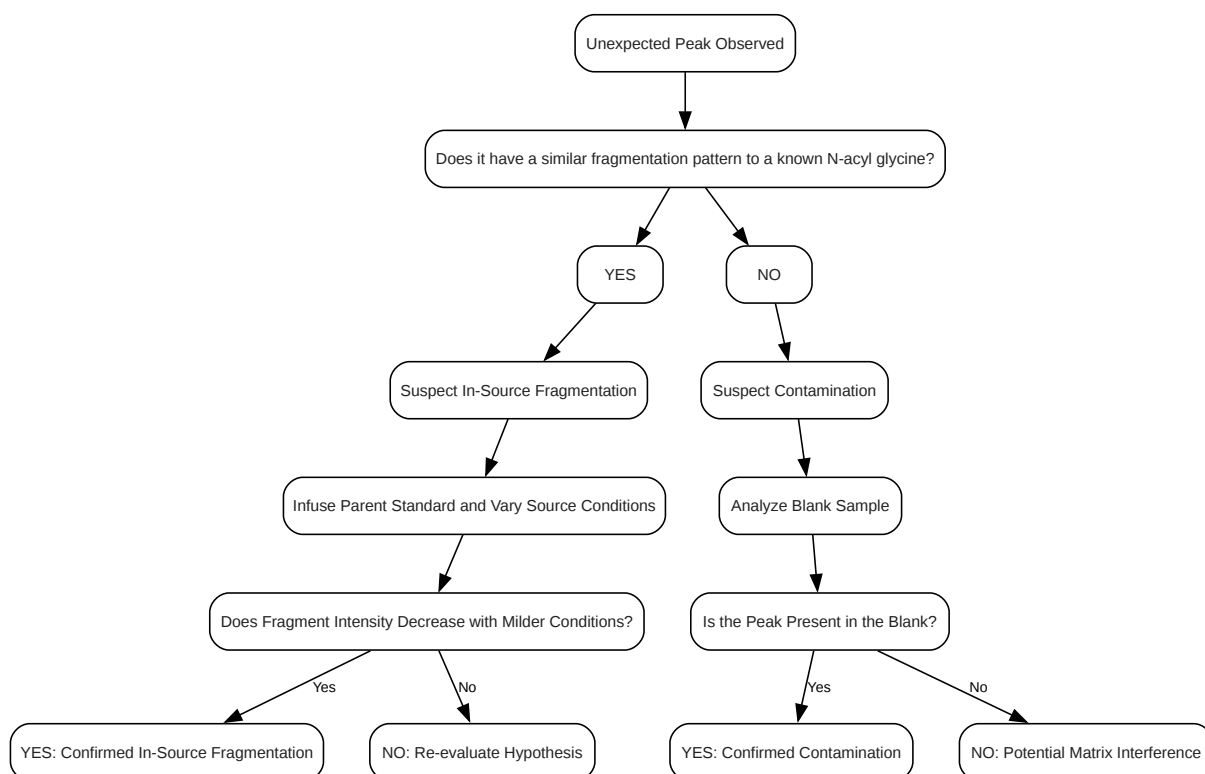 Unexpected Peak Observed
Does it have a similar fragmentation pattern to a known N-acyl glycine?
YES
NO
Suspect In-Source Fragmentation
Suspect Contamination
Infuse Parent Standard and Vary Source Conditions
Analyze Blank Sample
Does Fragment Intensity Decrease with Milder Conditions?
Is the Peak Present in the Blank?
Yes
No
Yes
No
YES: Confirmed In-Source Fragmentation
NO: Re-evaluate Hypothesis
YES: Confirmed Contamination
NO: Potential Matrix Interference